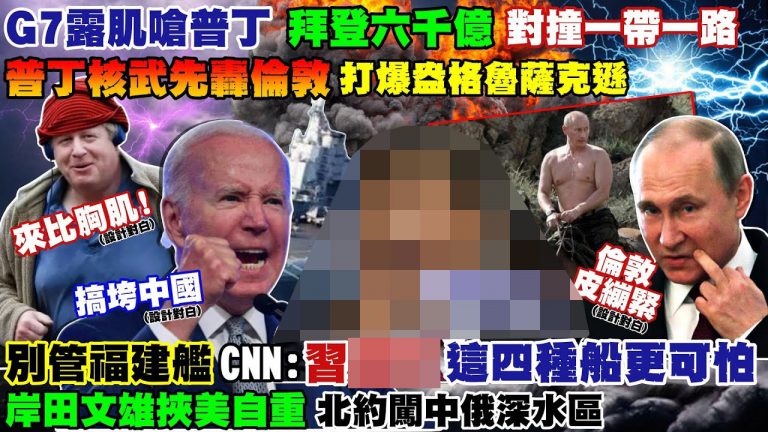 G7露肌嗆普丁 拜登六千億 對撞一帶一路
普丁核武先轟倫敦 打爆盎格魯薩克遜
來比胸肌!
(設計對白)
搞垮中國
(設計對白)
倫敦
皮繃緊
(設計對白)
別管福建艦 CNN:習 這四種船更可怕
岸田文雄挾美自重 北約闖中俄深水區